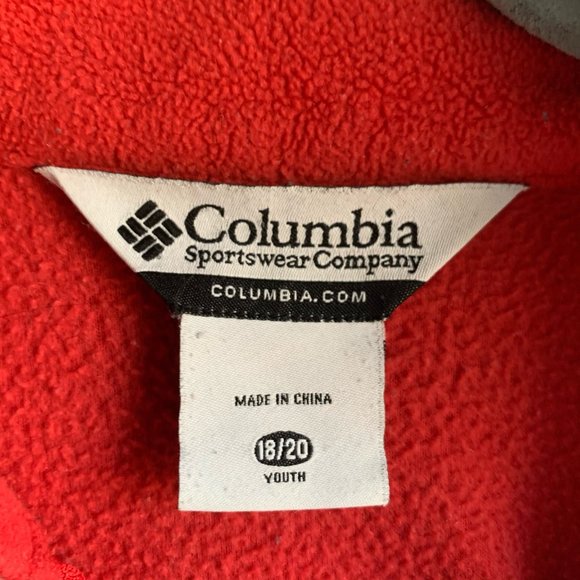 Columbia
Sportswear Company
COLUMBIA.COM
MADE IN CHINA
18/20
YOUTH